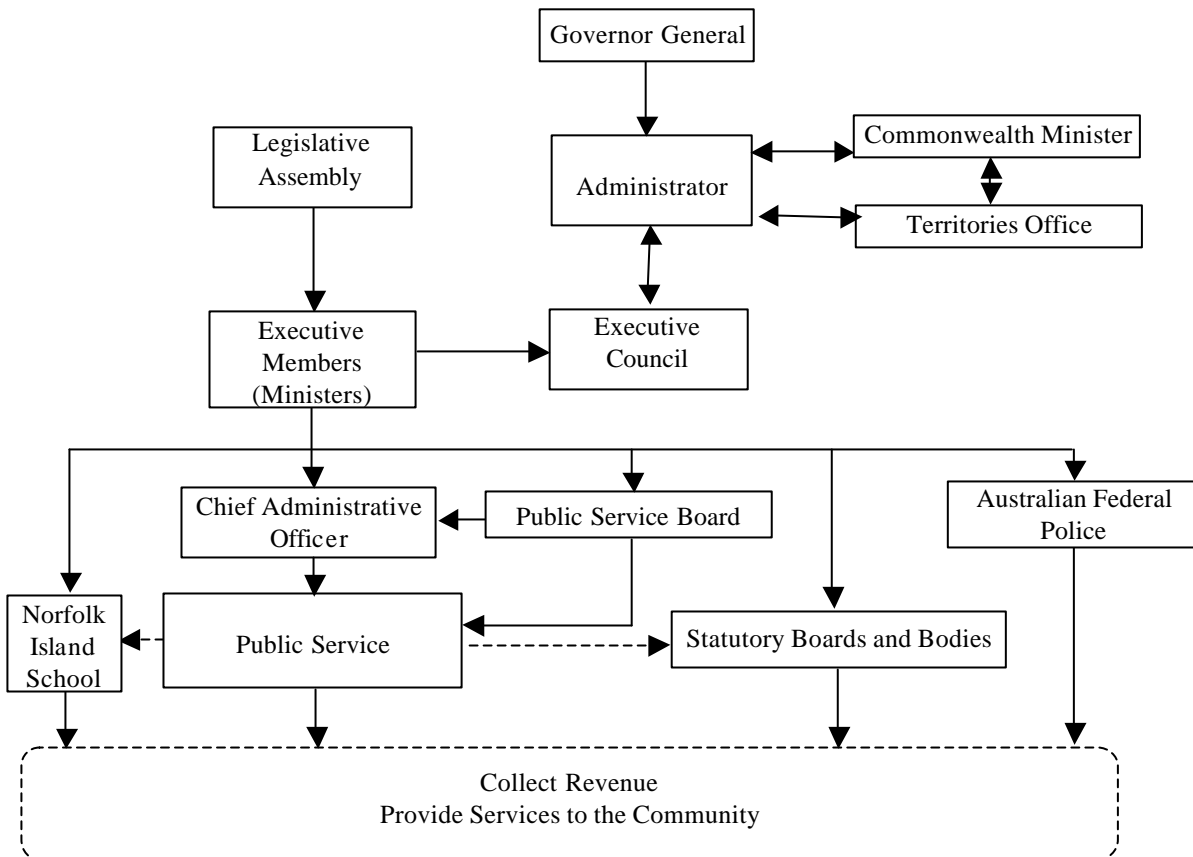 Governor General
Legislative
Assembly
Commonwealth Minister
Administrator
Territories Office
Executive
Members
(Ministers)
Executive
Council
Chief Administrative
Officer
Public Service Board
Australian Federal
Police
Norfolk
Island
School
Public Service
Statutory Boards and Bodies
Collect Revenue
Provide Services to the Community